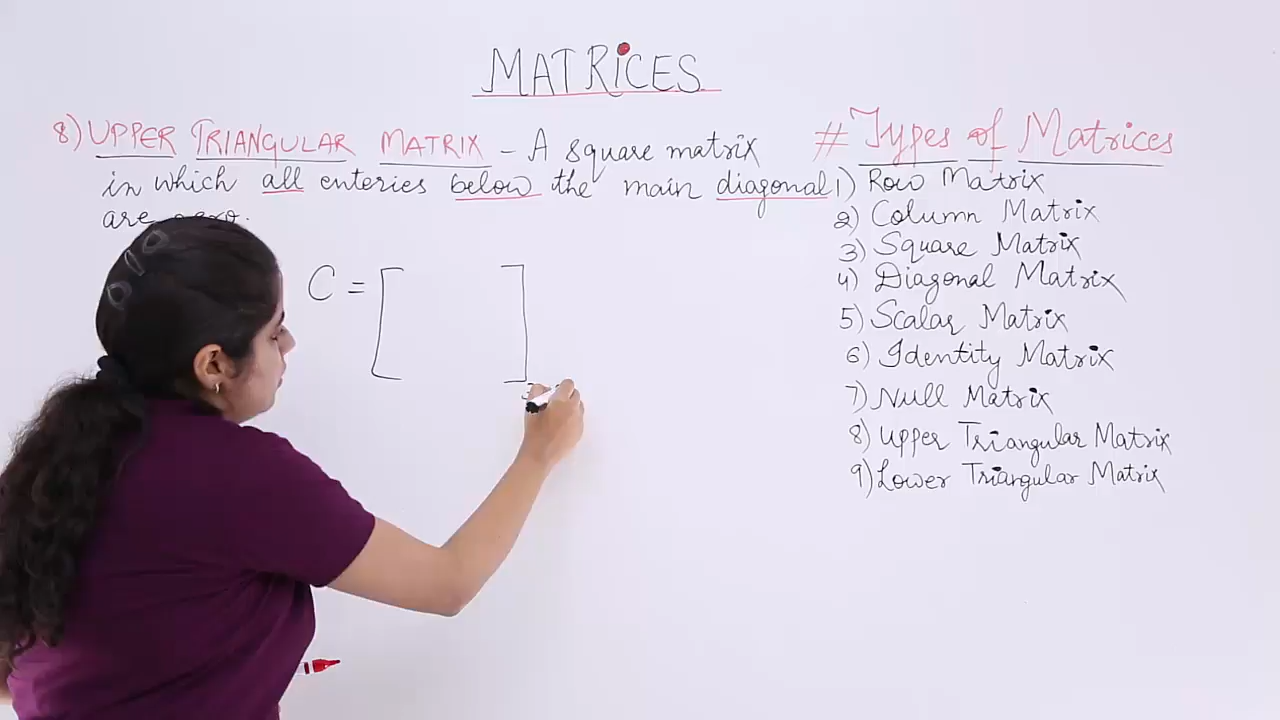 MATRiCES
8) UPPER TRIANGULAR MATRIX - A square matrix
in which all enteries below the main diagonal
are zero.
C =
# Types of Matrices
1) Row Matrix
2) Column Matrix
3) Square Matrix
4) Diagonal Matrix
5) Scalar Matrix
6) Identity Matrix
7) Null Matrix
8) Upper Triangular Matrix
9) Lower Triangular Matrix